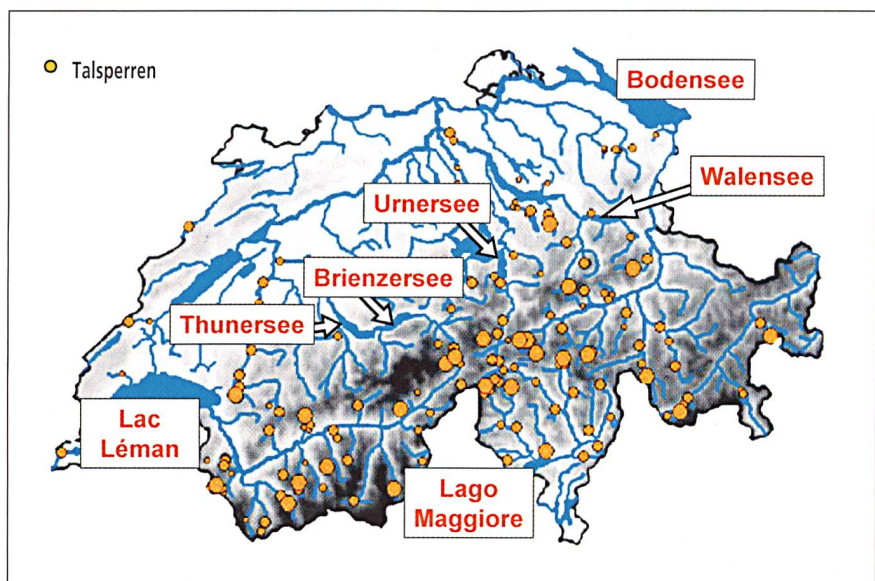 Talsperren
Bodensee
Walensee
Urnersee
Brienzersee
Thunersee
Lac
Léman
Lago
Maggiore